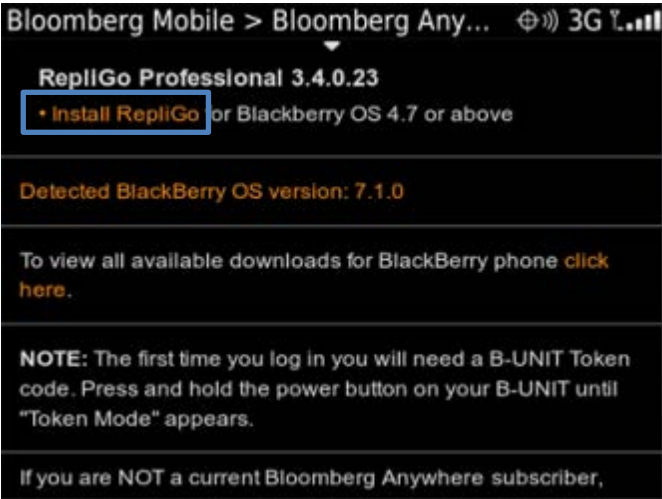 Bloomberg Mobile > Bloomberg Any... 3G
RepliGo Professional 3.4.0.23
• Install RepliGo for Blackberry OS 4.7 or above
Detected BlackBerry OS version: 7.1.0
To view all available downloads for BlackBerry phone click
here.
NOTE: The first time you log in you will need a B-UNIT Token
code. Press and hold the power button on your B-UNIT until
"Token Mode" appears.
If you are NOT a current Bloomberg Anywhere subscriber,